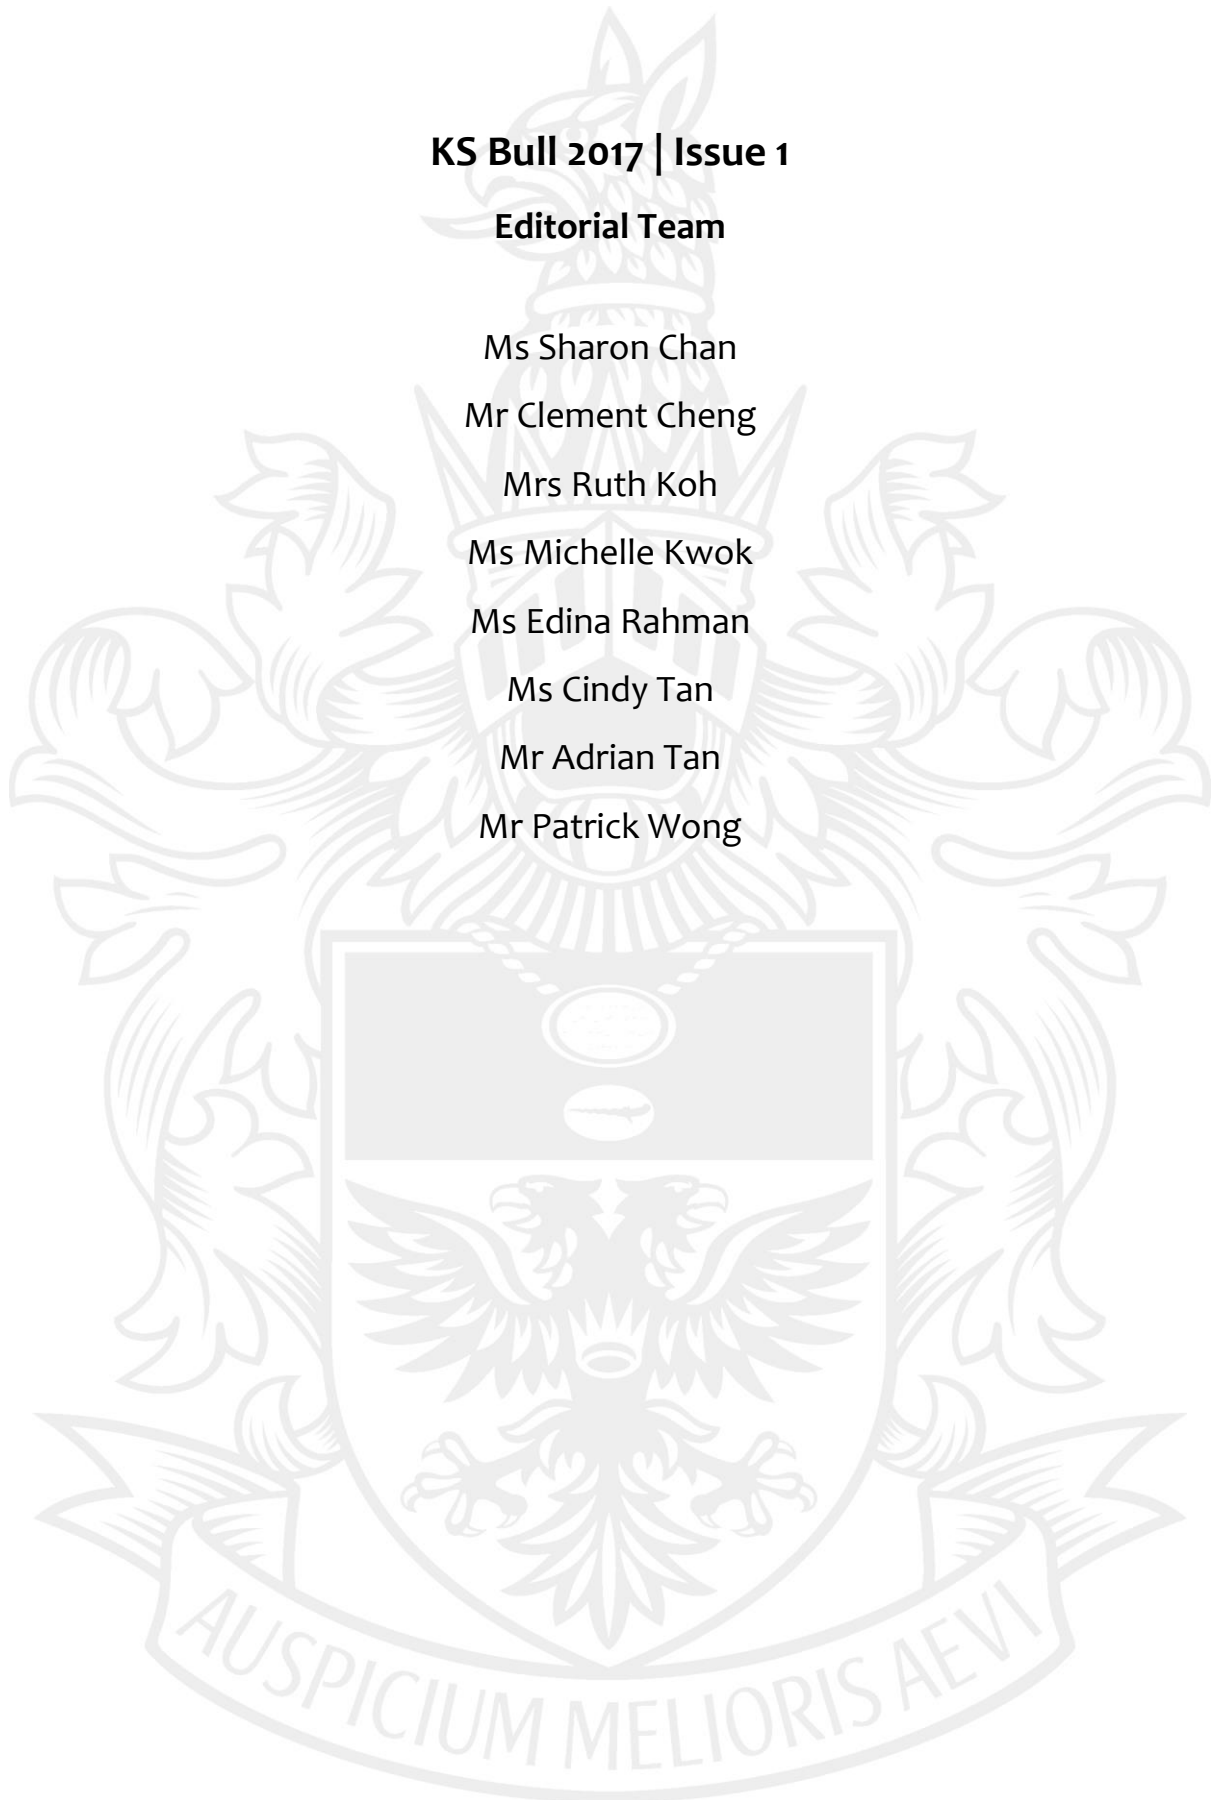 KS Bull 2017 | Issue 1
Editorial Team
Ms Sharon Chan
Mr Clement Cheng
Mrs Ruth Koh
Ms Michelle Kwok
Ms Edina Rahman
Ms Cindy Tan
Mr Adrian Tan
Mr Patrick Wong
AUSPICIUM MELIORIS AEVI